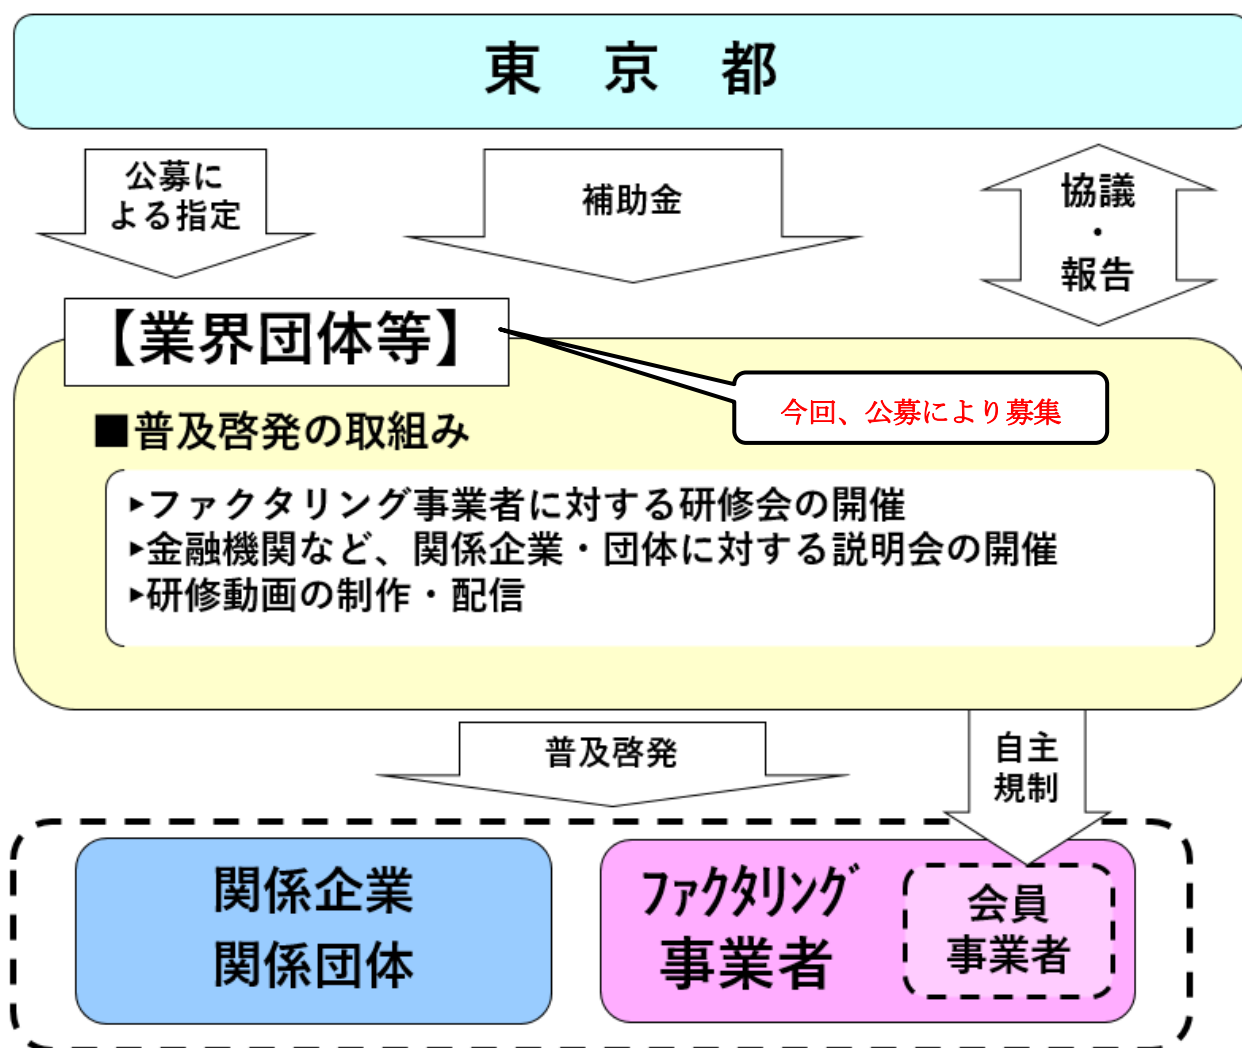 東　京　都
公募に
よる指定
補助金
協議
・
報告
【業界団体等】
今回、公募により募集
■普及啓発の取組み
▸ファクタリング事業者に対する研修会の開催
▸金融機関など、関係企業・団体に対する説明会の開催
▸研修動画の制作・配信
普及啓発
自主
規制
関係企業
関係団体
ﾌｧｸﾀﾘﾝｸﾞ
事業者
会員
事業者